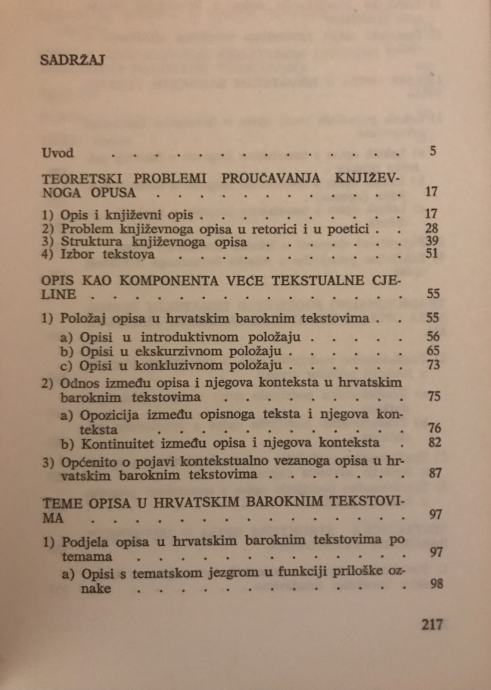 SADRŽAJ
Uvod . . . . . . . . . . . . . . 5
TEORETSKI PROBLEMI PROUČAVANJA KNJIŽEV-
NOGA OPUSA . . . . . . . . . . . . 17
1) Opis i književni opis . . . . . . . . . . 17
2) Problem književnoga opisa u retorici i u poetici . . 28
3) Struktura književnoga opisa . . . . . . . . 39
4) Izbor tekstova . . . . . . . . . . . . 51
OPIS KAO KOMPONENTA VEĆE TEKSTUALNE CJE-
LINE . . . . . . . . . . . . . . . 55
1) Položaj opisa u hrvatskim baroknim tekstovima . . 55
a) Opisi u introduktivnom položaju . . . . . 56
b) Opisi u ekskurzivnom položaju . . . . . . 65
c) Opisi u konkluzivnom položaju . . . . . . 73
2) Odnos između opisa i njegova konteksta u hrvatskim
baroknim tekstovima . . . . . . . . . 75
a) Opozicija između opisnoga teksta i njegova kon-
teksta . . . . . . . . . . . . 76
b) Kontinuitet između opisa i njegova konteksta . 82
3) Općenito o pojavi kontekstualno vezanoga opisa u hr-
vatskim baroknim tekstovima . . . . . . . 87
TEME OPISA U HRVATSKIM BAROKNIM TEKSTOVI-
MA . . . . . . . . . . . . . . . 97
1) Podjela opisa u hrvatskim baroknim tekstovima po
temama . . . . . . . . . . . . . 97
a) Opisi s tematskom jezgrom u funkciji priloške oz-
nake . . . . . . . . . . . . . 98
217